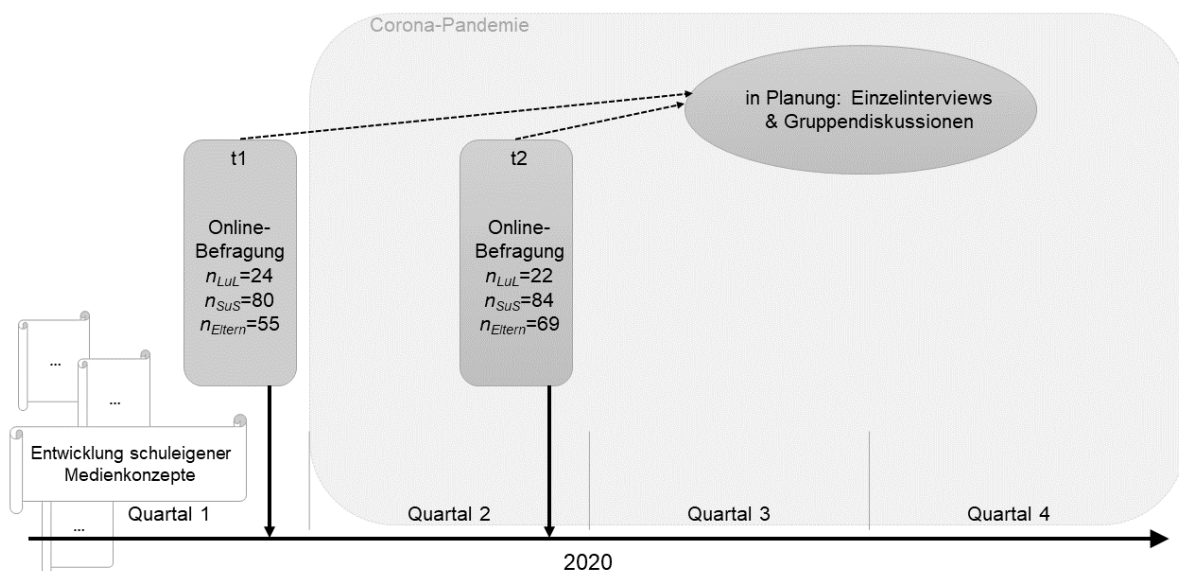 Corona-Pandemie
in Planung: Einzelinterviews
& Gruppendiskussionen
t1
Online-
Befragung
nLuL=24
nSuS=80
nEltern=55
t2
Online-
Befragung
nLuL=22
nSuS=84
nEltern=69
...
...
Entwicklung schuleigener
Medienkonzepte
...
Quartal 1
Quartal 2
Quartal 3
Quartal 4
2020